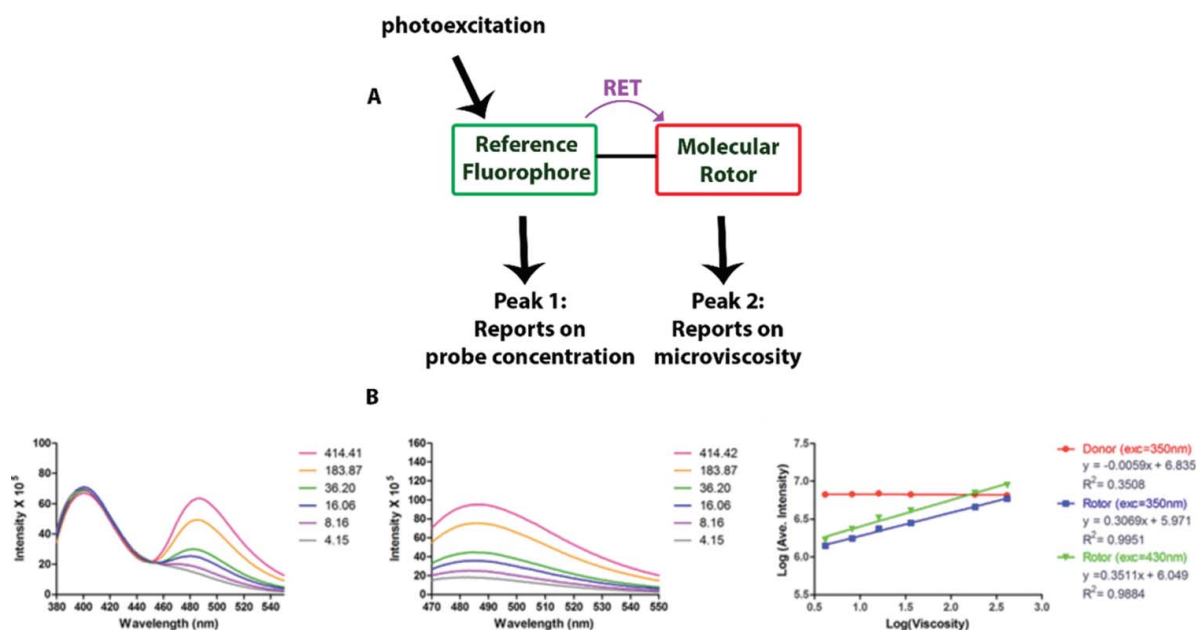 photoexcitation
A
RET
Reference
Fluorophore
Molecular
Rotor
Peak 1:
Reports on
probe concentration
Peak 2:
Reports on
microviscosity
B
Intensity X 10⁵
100
80
60
40
20
0
380 400 420 440 460 480 500 520 540
Wavelength (nm)
414.41
183.87
36.20
16.06
8.16
4.15
Intensity X 10⁵
160
140
120
100
80
60
40
20
0
470 480 490 500 510 520 530 540 550
Wavelength (nm)
414.42
183.87
36.20
16.06
8.16
4.15
Log (Ave. Intensity)
7.5
7.0
6.5
6.0
5.5
0.5 1.0 1.5 2.0 2.5 3.0
Log(Viscosity)
Donor (exc=350nm)
y = -0.0059x + 6.835
R² = 0.3508
Rotor (exc=350nm)
y = 0.3069x + 5.971
R² = 0.9951
Rotor (exc=430nm)
y =0.3511x + 6.049
R² = 0.9884